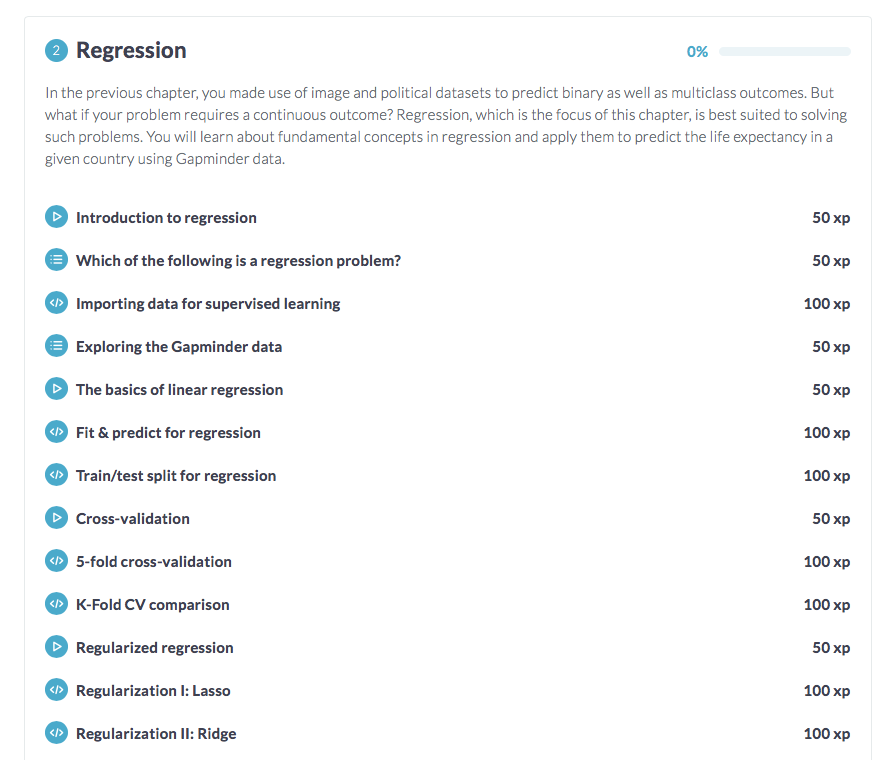 2 Regression 0%
In the previous chapter, you made use of image and political datasets to predict binary as well as multiclass outcomes. But
what if your problem requires a continuous outcome? Regression, which is the focus of this chapter, is best suited to solving
such problems. You will learn about fundamental concepts in regression and apply them to predict the life expectancy in a
given country using Gapminder data.
Introduction to regression 50 xp
Which of the following is a regression problem? 50 xp
</> Importing data for supervised learning 100 xp
Exploring the Gapminder data 50 xp
The basics of linear regression 50 xp
</> Fit & predict for regression 100 xp
</> Train/test split for regression 100 xp
Cross-validation 50 xp
</> 5-fold cross-validation 100 xp
</> K-Fold CV comparison 100 xp
Regularized regression 50 xp
</> Regularization I: Lasso 100 xp
</> Regularization II: Ridge 100 xp